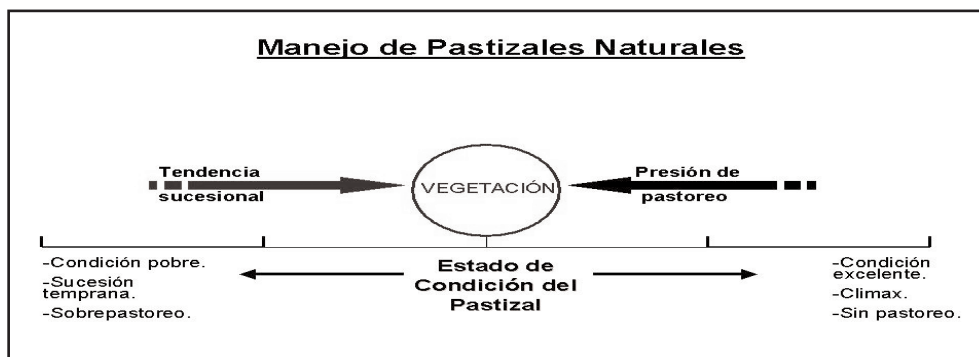 Manejo de Pastizales Naturales
Tendencia
sucesional
VEGETACIÓN
Presión de
pastoreo
-Condición pobre.
-Sucesión
temprana.
-Sobrepastoreo.
Estado de
Condición del
Pastizal
-Condición
excelente.
-Climax.
-Sin pastoreo.